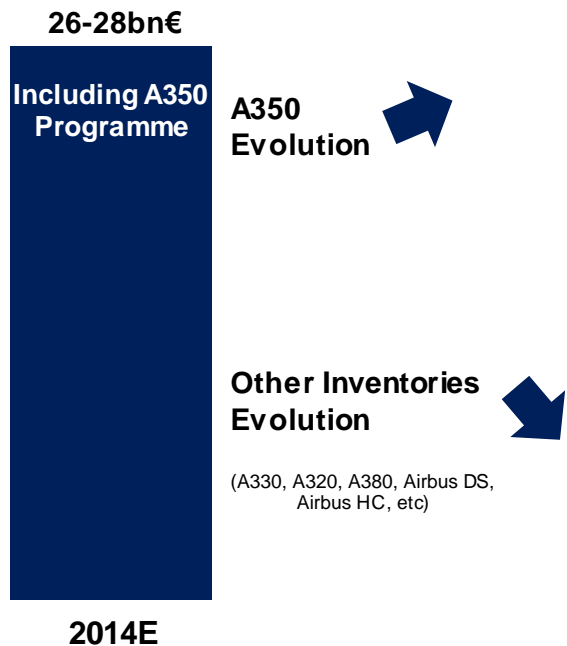 26-28bn€
Including A350
Programme
A350
Evolution
Other Inventories
Evolution
(A330, A320, A380, Airbus DS,
Airbus HC, etc)
2014E